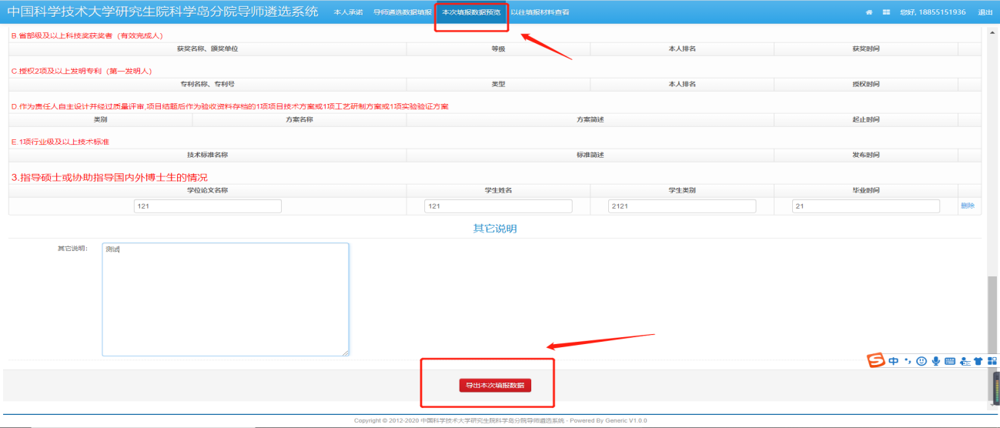 中国科学技术大学研究生院科学岛分院导师遴选系统 本人承诺 导师遴选数据填报 本次填报数据预览 以往填报材料查看 您好, 18855151936 退出
B.省部级及以上科技奖获奖者（有效完成人）
获奖名称、颁奖单位 等级 本人排名 获奖时间
C.授权2项及以上发明专利（第一发明人）
专利名称、专利号 类型 本人排名 授权时间
D.作为责任人自主设计并经过质量评审,项目结题后作为验收资料存档的1项项目技术方案或1项工艺研制方案或1项实验验证方案
类别 方案名称 方案简述 起止时间
E.1项行业级及以上技术标准
技术标准名称 标准简述 发布时间
3.指导硕士或协助指导国内外博士生的情况
学位论文名称 学生姓名 学生类别 毕业时间
121 121 2121 21 删除
其它说明
其它说明: 测试
中
导出本次填报数据
Copyright © 2012-2020 中国科学技术大学研究生院科学岛分院导师遴选系统 - Powered By Generic V1.0.0